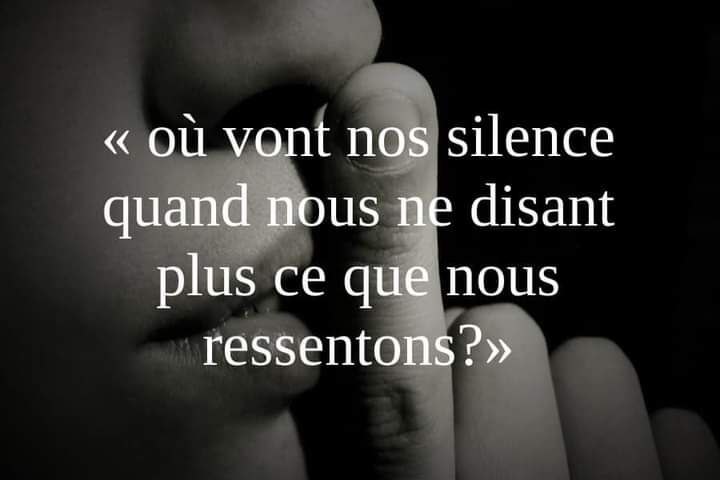 « où vont nos silence
quand nous ne disant
plus ce que nous
ressentons?»